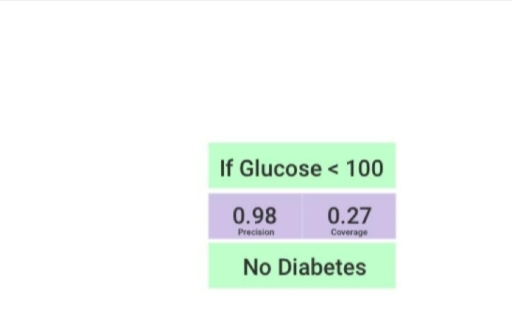 If Glucose < 100
0.98 0.27
Precision Coverage
No Diabetes